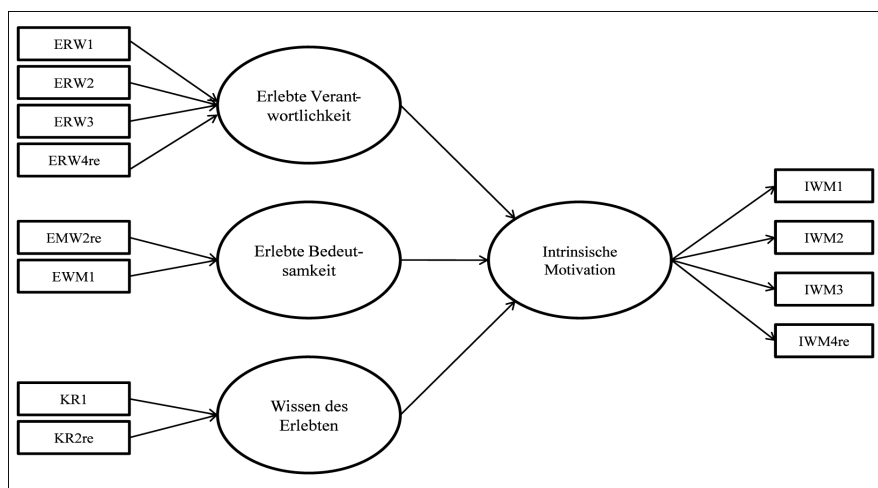 ERW1
ERW2
ERW3
ERW4re
Erlebte Verant-
wortlichkeit
EMW2re
EWM1
Erlebte Bedeut-
samkeit
KR1
KR2re
Wissen des
Erlebten
Intrinsische
Motivation
IWM1
IWM2
IWM3
IWM4re